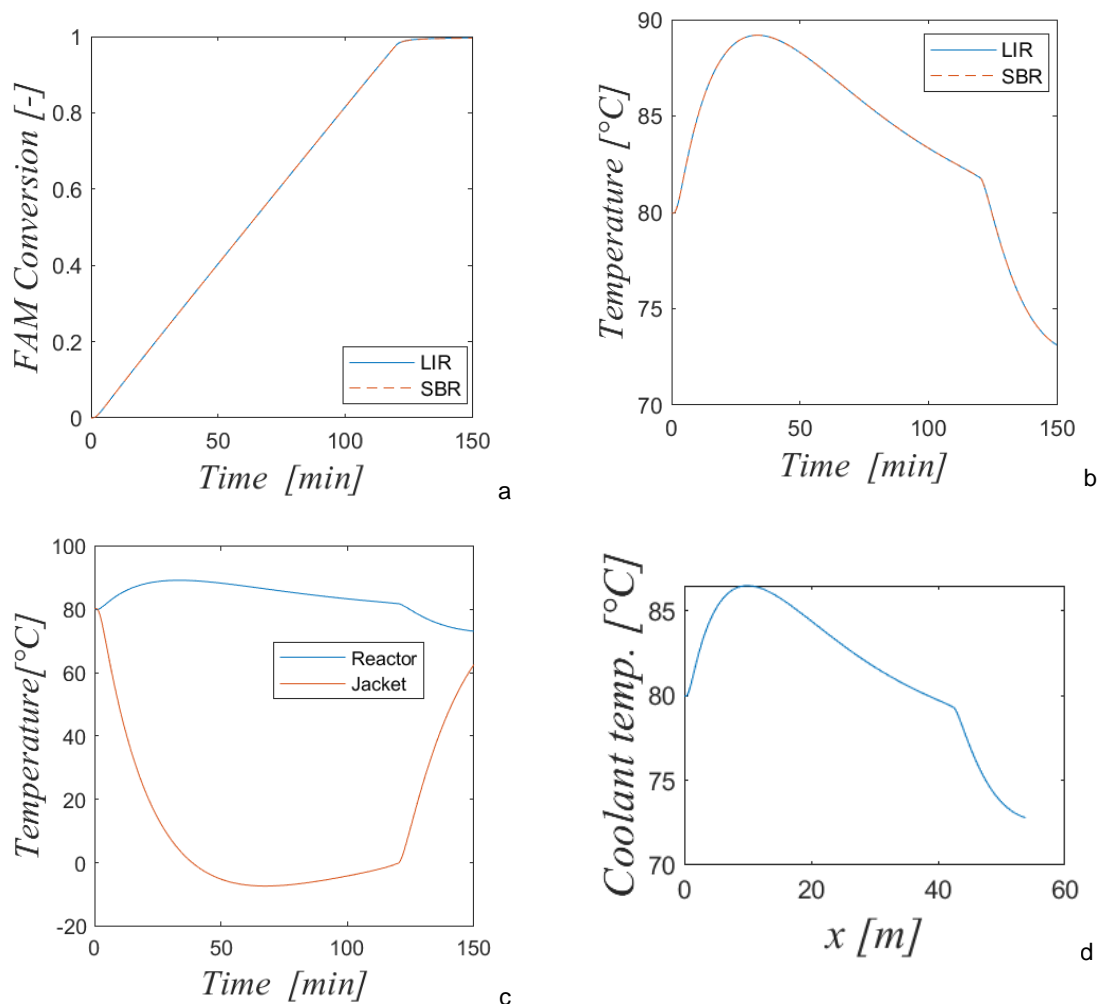 1
0.8
0.6
0.4
0.2
0
FAM Conversion [-]
LIR
SBR
0
50
100
150
Time [min]
a
90
85
80
75
70
Temperature [°C]
LIR
SBR
0
50
100
150
Time [min]
b
100
80
60
40
20
0
-20
Temperature[°C]
Reactor
Jacket
0
50
100
150
Time [min]
c
85
80
75
70
Coolant temp. [°C]
0
20
40
60
x [m]
d